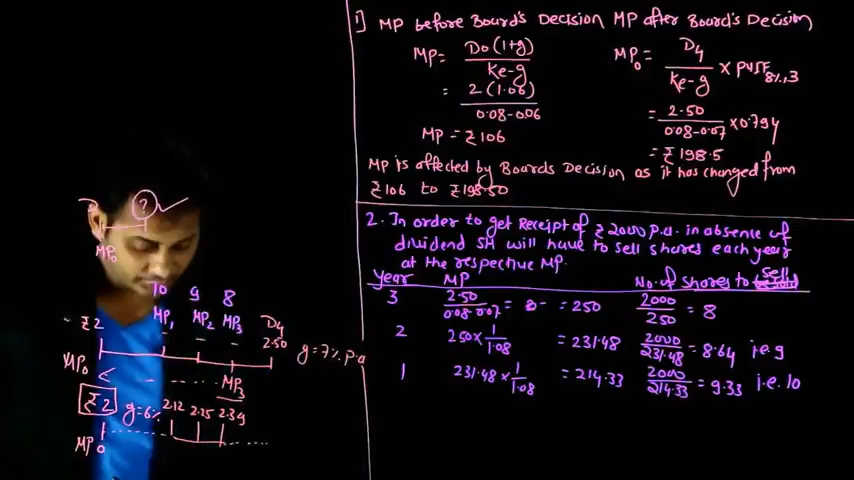 1) MP before Board's Decision MP after Board's Decision
MP = D0(1+g) / Ke-g
MP0 = D4 / Ke-g × PVIF8%,3
= 2(1.06) / 0.08-0.06
= 2.50 / 0.08-0.07 × 0.794
MP = ₹106
= ₹198.5
MP is affected by Boards Decision as it has changed from
₹106 to ₹198.50
2. In order to get Receipt of ₹2000 p.a. in absence of
dividend SH will have to sell shares each year
at the respective MP.
Year MP No. of shares to sell
3 2.50 / 0.08-0.07 = = 250 2000 / 250 = 8
2 250 × 1 / 1.08 = 231.48 2000 / 231.48 = 8.64 i.e 9
1 231.48 × 1 / 1.08 = 214.33 2000 / 214.33 = 9.33 i.e. 10
?
MP0
10 9 8
MP1 MP2 MP3 D4
₹2 - - - 2.50
g=7% p.a
MP0 < MP3
₹2 g=6% 2.12 2.25 2.39
MP0